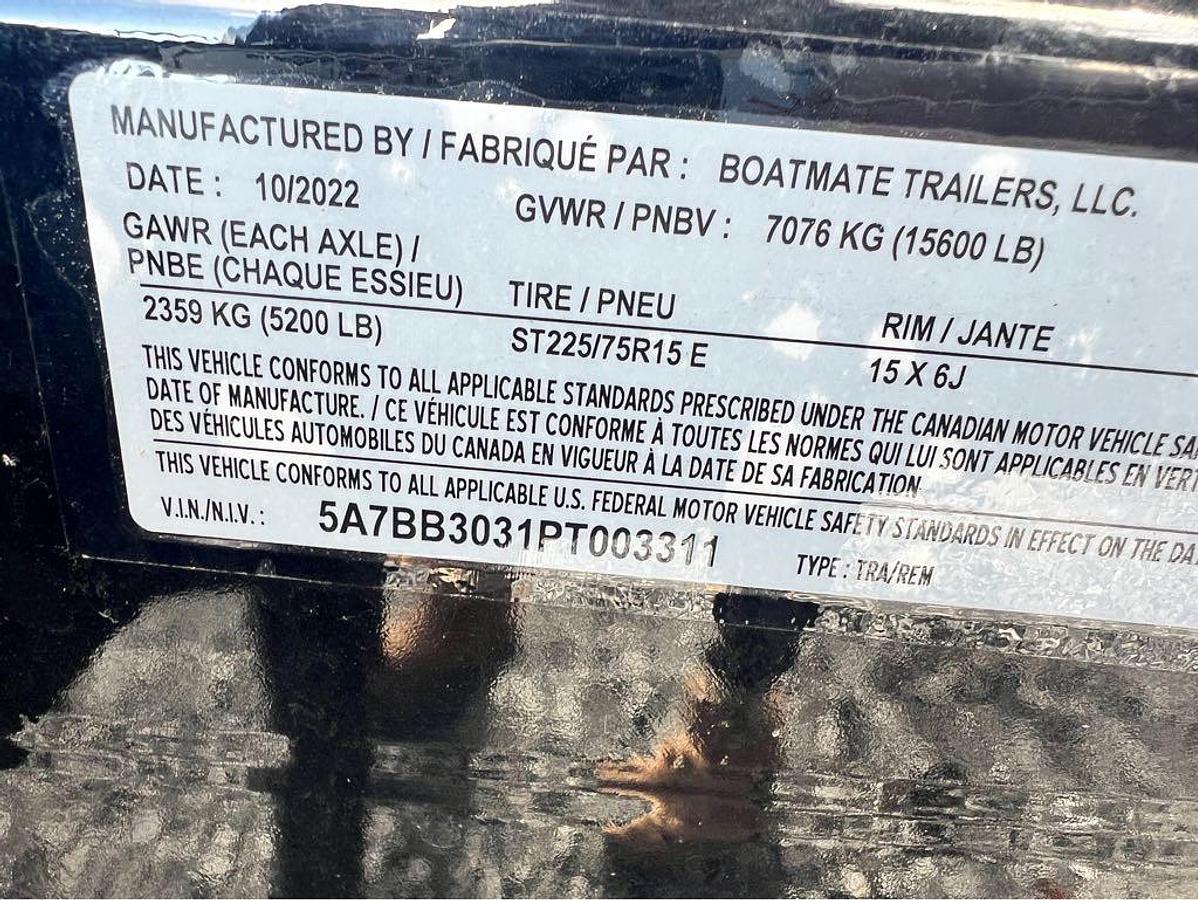 MANUFACTURED BY / FABRIQUÉ PAR : BOATMATE TRAILERS, LLC.
DATE : 10/2022 GVWR / PNBV : 7076 KG (15600 LB)
GAWR (EACH AXLE) /
PNBE (CHAQUE ESSIEU) TIRE / PNEU RIM / JANTE
2359 KG (5200 LB) ST225/75R15 E 15 X 6J
THIS VEHICLE CONFORMS TO ALL APPLICABLE STANDARDS PRESCRIBED UNDER THE CANADIAN MOTOR VEHICLE
DATE OF MANUFACTURE. / CE VÉHICULE EST CONFORME À TOUTES LES NORMES QUI LUI SONT APPLICABLES EN
DES VÉHICULES AUTOMOBILES DU CANADA EN VIGUEUR À LA DATE DE SA FABRICATION
THIS VEHICLE CONFORMS TO ALL APPLICABLE U.S. FEDERAL MOTOR VEHICLE SAFETY STANDARDS IN EFFECT ON THE
V.I.N./N.I.V. : 5A7BB3031PT003311 TYPE : TRA/REM